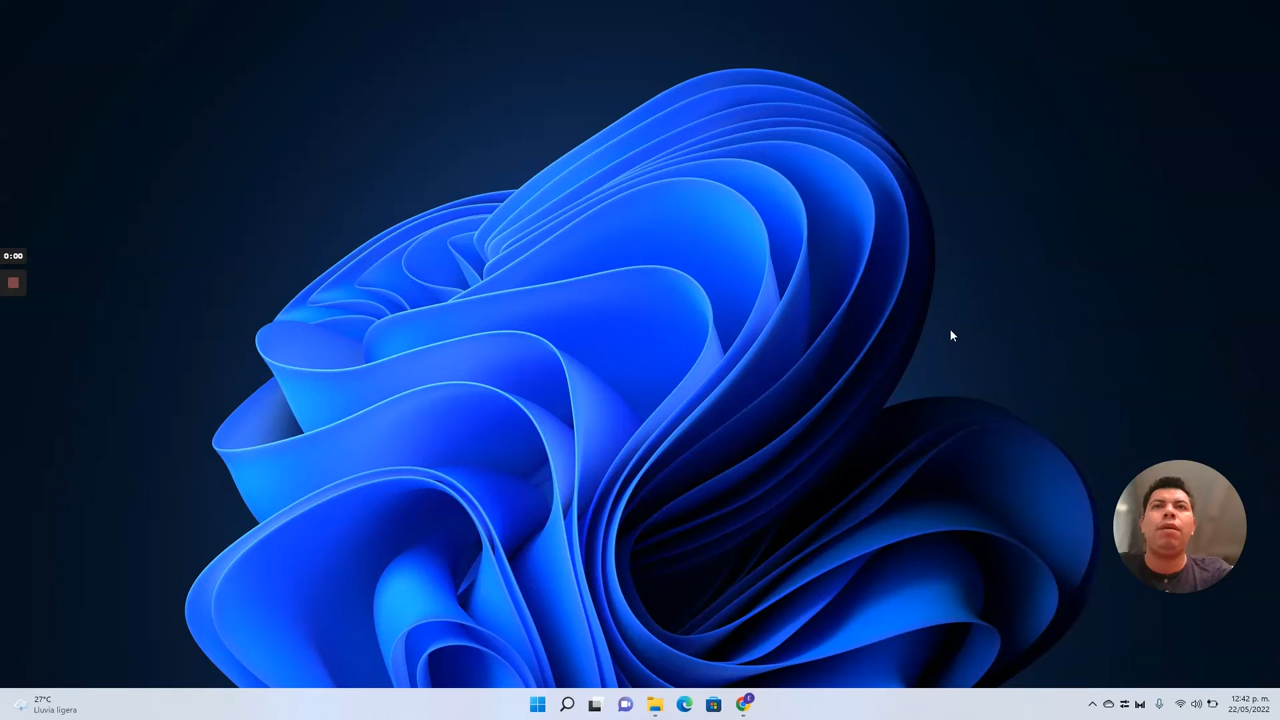 0:00
27°C
Lluvia ligera
E
12:42 p. m.
22/05/2022